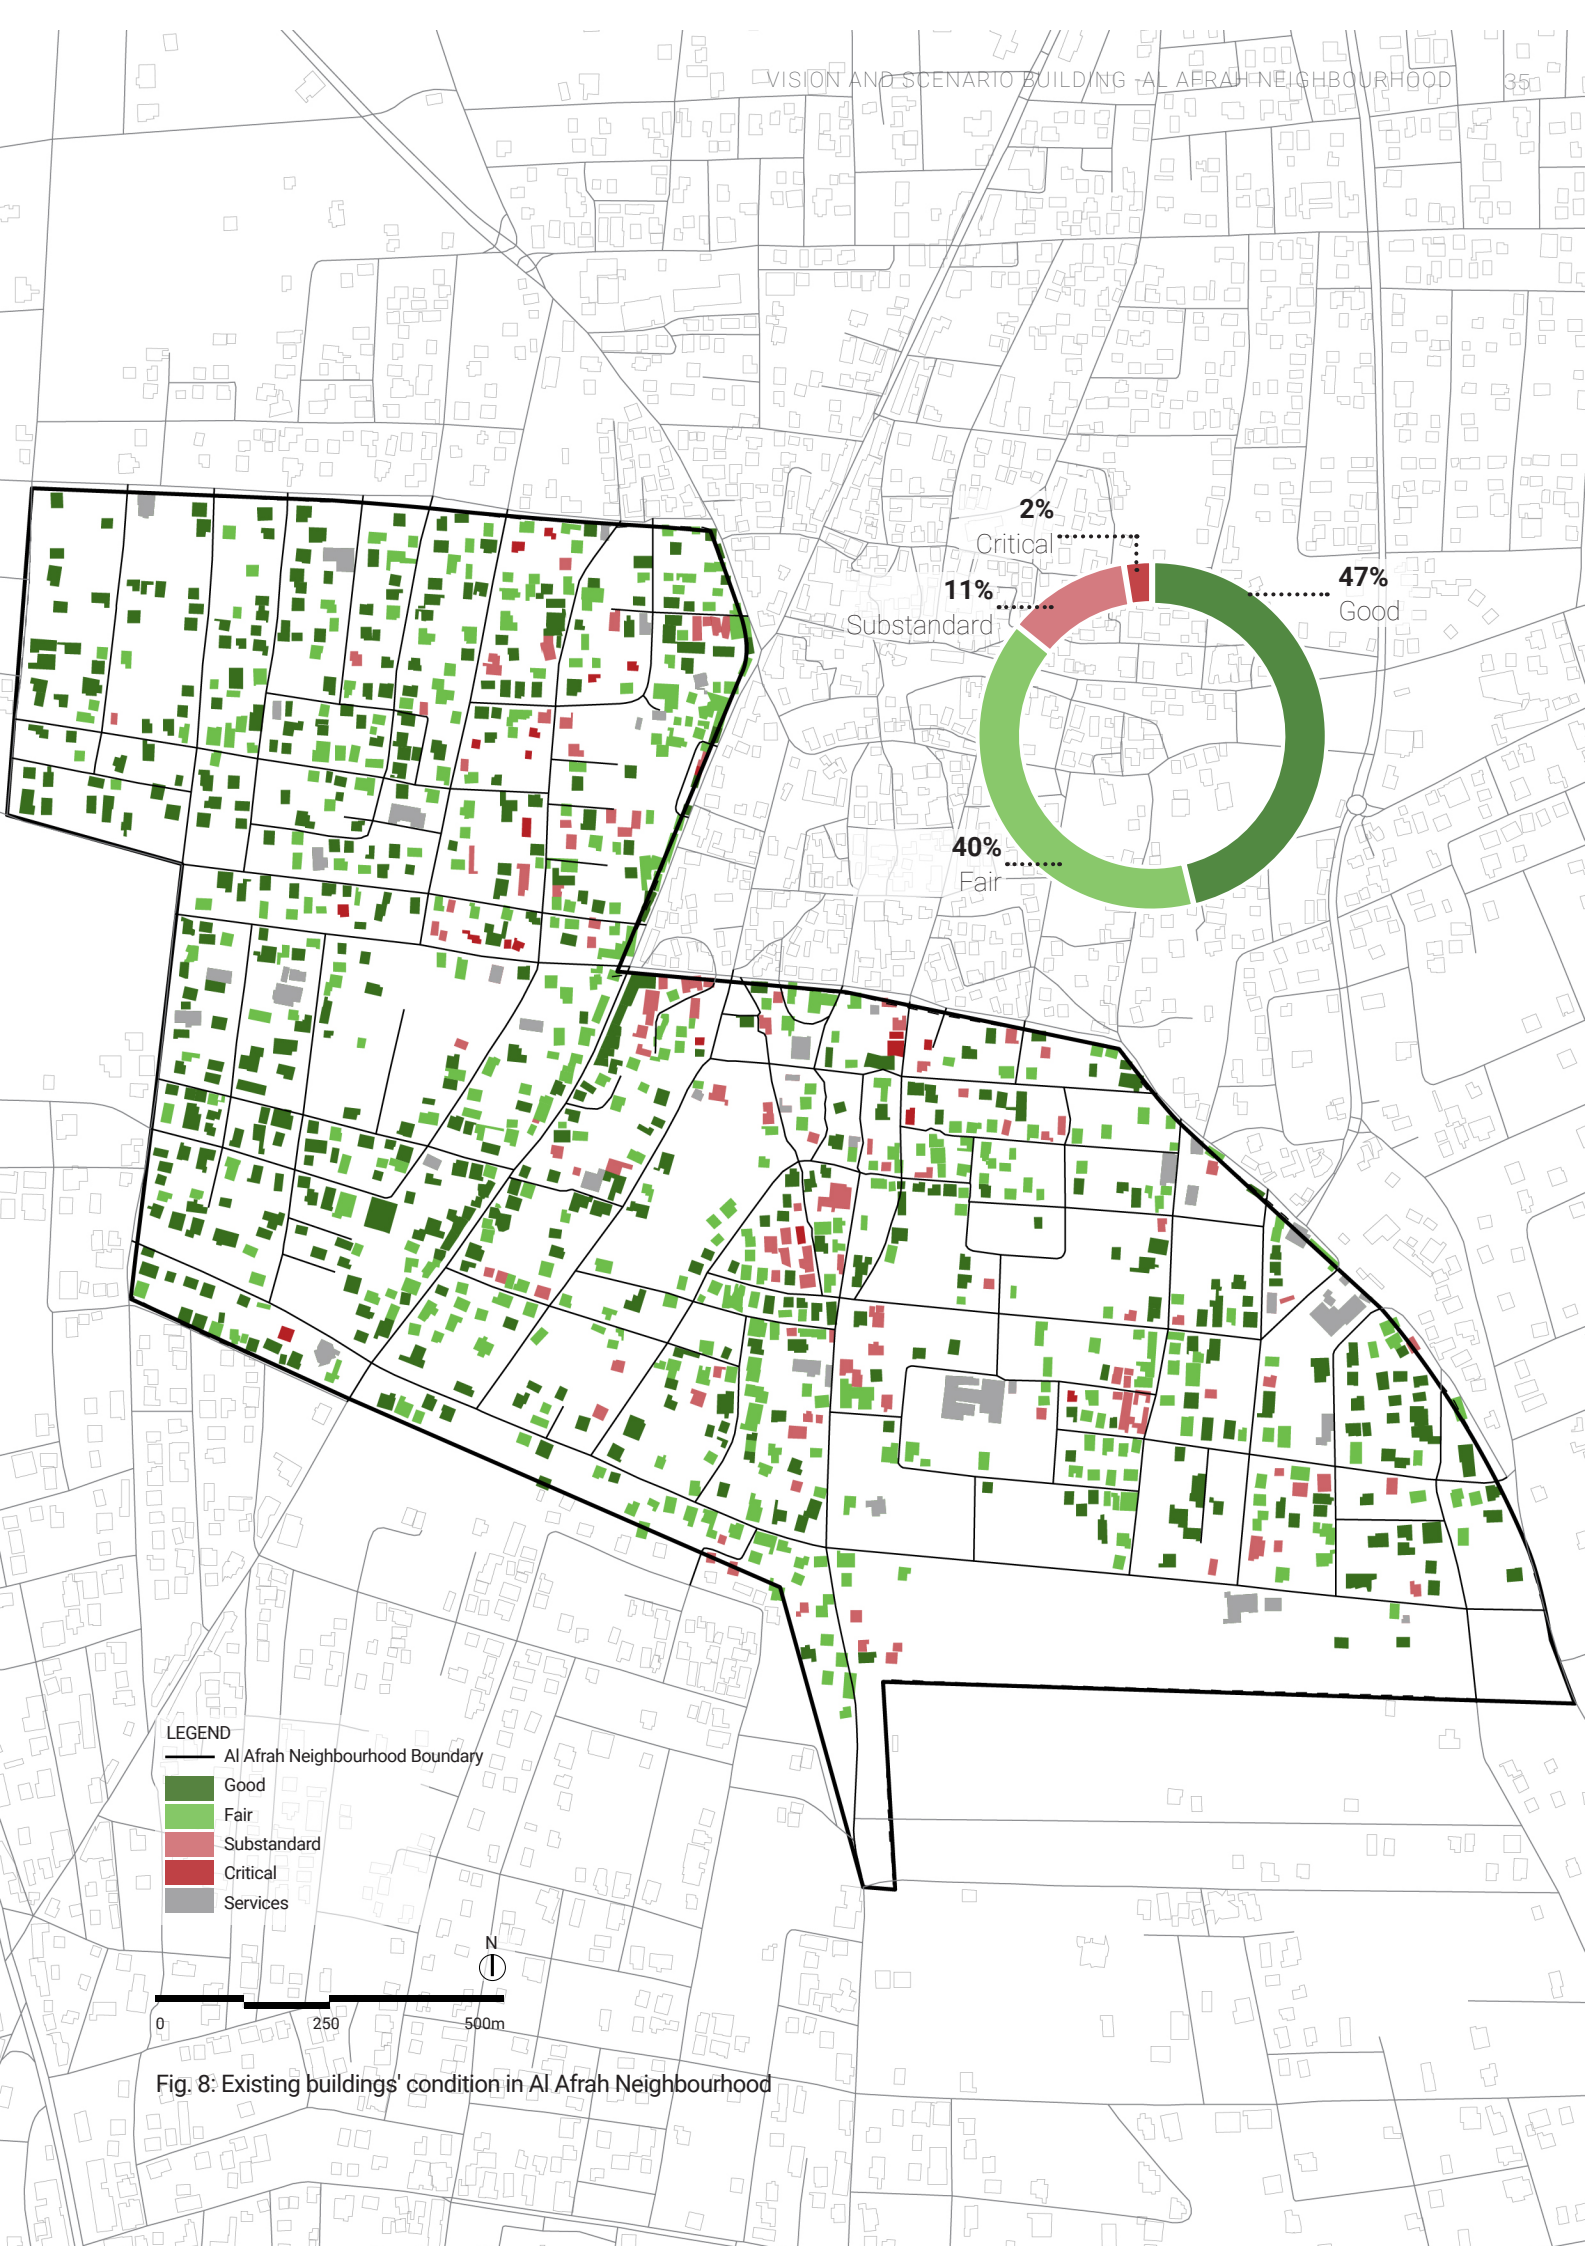 VISION AND SCENARIO BUILDING -AL AFRAH NEIGHBOURHOOD 35
2%
Critical
11%
Substandard
47%
Good
40%
Fair
LEGEND
Al Afrah Neighbourhood Boundary
Good
Fair
Substandard
Critical
Services
N
0 250 500m
Fig. 8: Existing buildings' condition in Al Afrah Neighbourhood